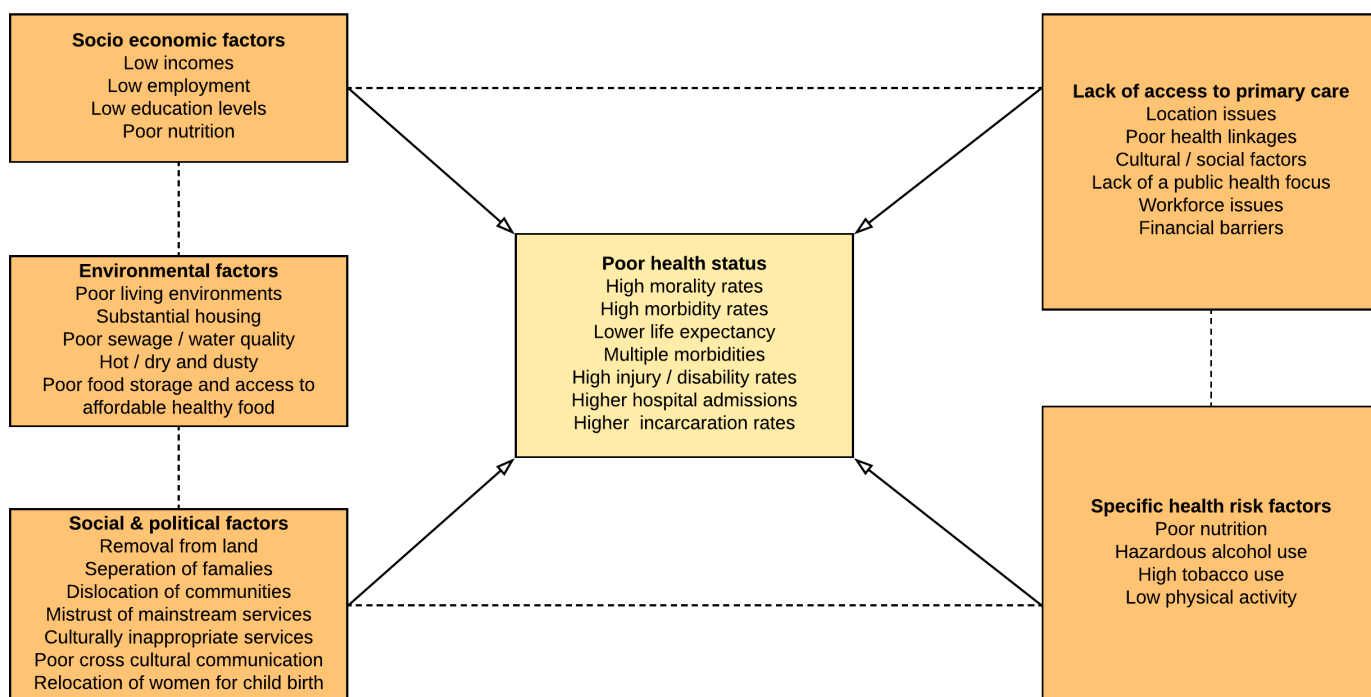 Socio economic factors
Low incomes
Low employment
Low education levels
Poor nutrition
Environmental factors
Poor living environments
Substantial housing
Poor sewage / water quality
Hot / dry and dusty
Poor food storage and access to
affordable healthy food
Social & political factors
Removal from land
Seperation of famalies
Dislocation of communities
Mistrust of mainstream services
Culturally inappropriate services
Poor cross cultural communication
Relocation of women for child birth
Poor health status
High morality rates
High morbidity rates
Lower life expectancy
Multiple morbidities
High injury / disability rates
Higher hospital admissions
Higher incarcaration rates
Lack of access to primary care
Location issues
Poor health linkages
Cultural / social factors
Lack of a public health focus
Workforce issues
Financial barriers
Specific health risk factors
Poor nutrition
Hazardous alcohol use
High tobacco use
Low physical activity